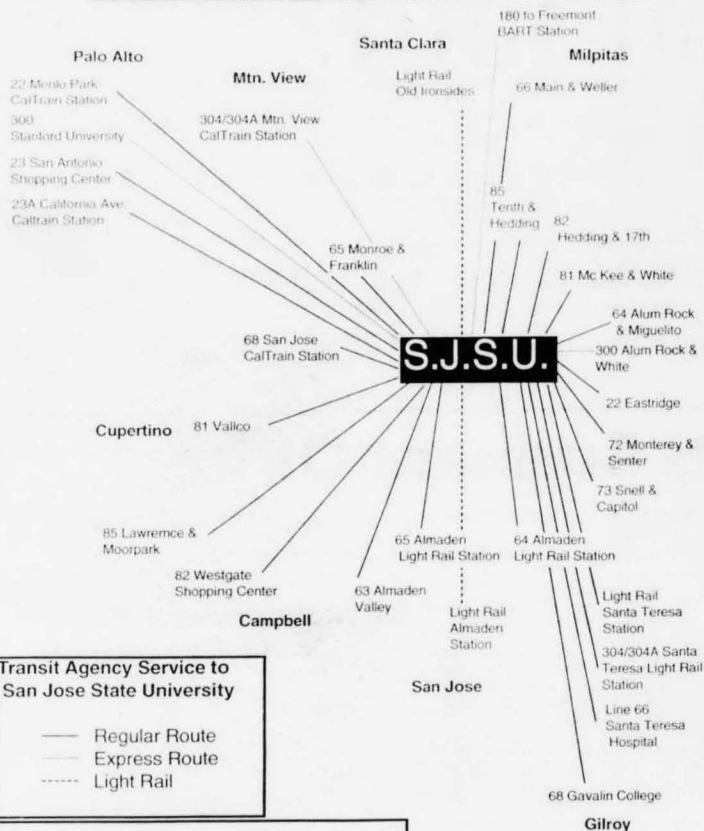 180 to Freemont
BART Station
Santa Clara
Milpitas
Palo Alto
Mtn. View
Light Rail
Old Ironsides
22 Menlo Park
CalTrain Station
66 Main & Weller
300
Stanford University
304/304A Mtn. View
CalTrain Station
23 San Antonio
Shopping Center
23A California Ave.
Caltrain Station
85
Tenth &
Hedding
82
Hedding & 17th
65 Monroe &
Franklin
81 Mc Kee & White
64 Alum Rock
& Miguelito
68 San Jose
CalTrain Station
S.J.S.U.
300 Alum Rock &
White
22 Eastridge
Cupertino
81 Vallco
72 Monterey &
Senter
73 Snell &
Capitol
85 Lawremce &
Moorpark
65 Almaden
Light Rail Station
64 Almaden
Light Rail Station
82 Westgate
Shopping Center
63 Almaden
Valley
Light Rail
Almaden
Station
Light Rail
Santa Teresa
Station
Campbell
304/304A Santa
Teresa Light Rail
Station
San Jose
Line 66
Santa Teresa
Hospital
Transit Agency Service to
San Jose State University
Regular Route
Express Route
Light Rail
68 Gavalin College
Gilroy